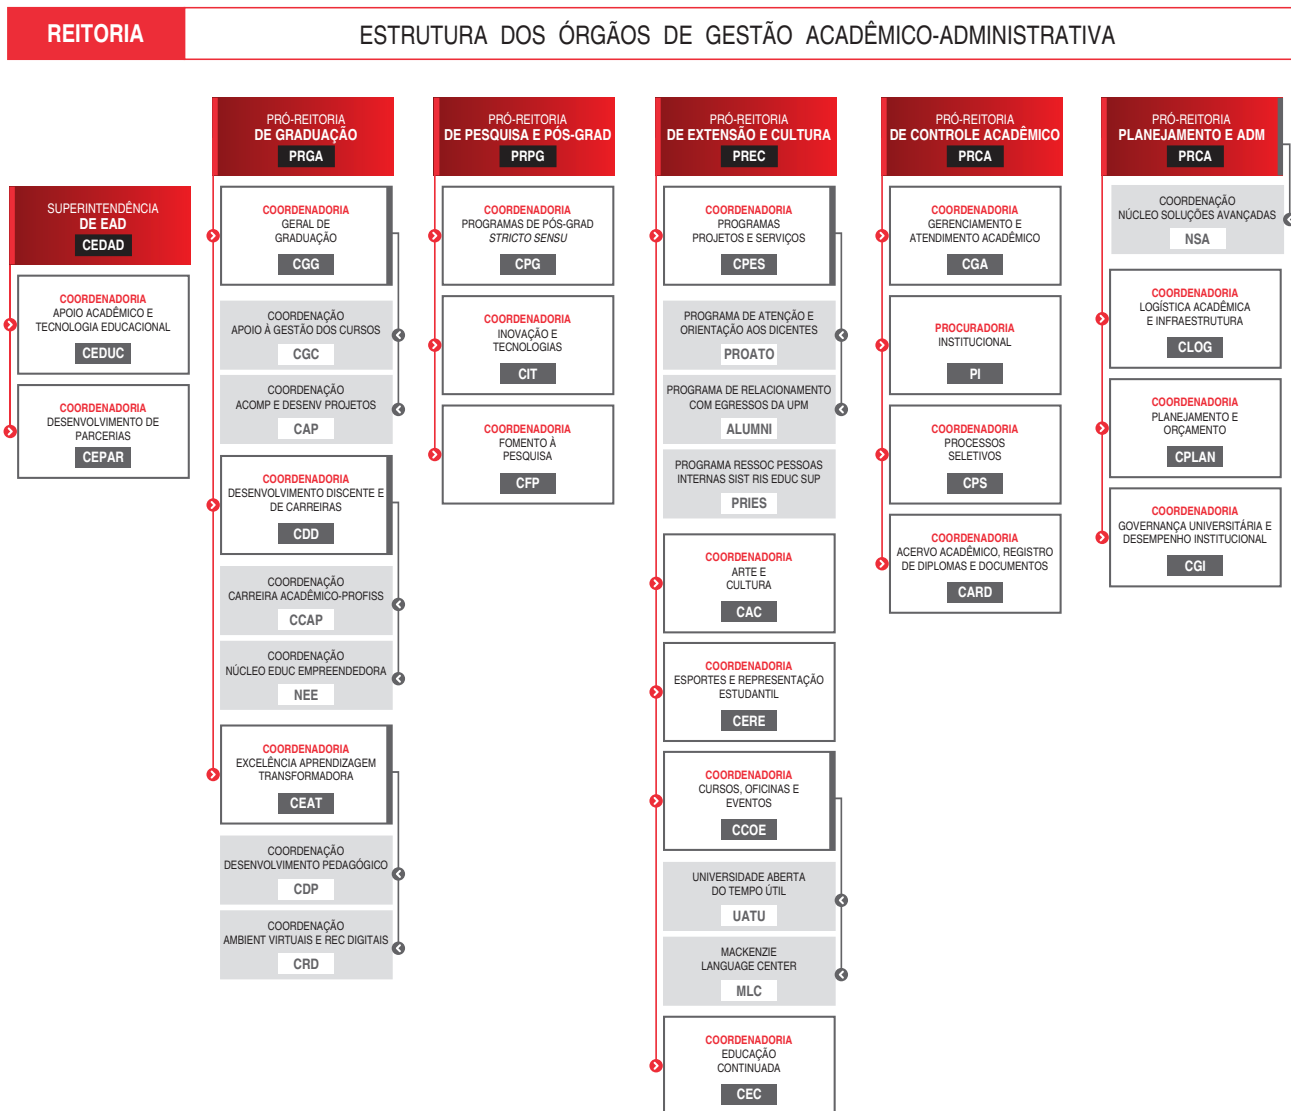 REITORIA
ESTRUTURA DOS ÓRGÃOS DE GESTÃO ACADÊMICO-ADMINISTRATIVA
SUPERINTENDÊNCIA
DE EAD
CEDAD
COORDENADORIA
APOIO ACADÊMICO E
TECNOLOGIA EDUCACIONAL
CEDUC
COORDENADORIA
DESENVOLVIMENTO DE
PARCERIAS
CEPAR
PRÓ-REITORIA
DE GRADUAÇÃO
PRGA
COORDENADORIA
GERAL DE
GRADUAÇÃO
CGG
COORDENAÇÃO
APOIO À GESTÃO DOS CURSOS
CGC
COORDENAÇÃO
ACOMP E DESENV PROJETOS
CAP
COORDENADORIA
DESENVOLVIMENTO DISCENTE E
DE CARREIRAS
CDD
COORDENAÇÃO
CARREIRA ACADÊMICO-PROFISS
CCAP
COORDENAÇÃO
NÚCLEO EDUC EMPREENDEDORA
NEE
COORDENADORIA
EXCELÊNCIA APRENDIZAGEM
TRANSFORMADORA
CEAT
COORDENAÇÃO
DESENVOLVIMENTO PEDAGÓGICO
CDP
COORDENAÇÃO
AMBIENT VIRTUAIS E REC DIGITAIS
CRD
PRÓ-REITORIA
DE PESQUISA E PÓS-GRAD
PRPG
COORDENADORIA
PROGRAMAS DE PÓS-GRAD
STRICTO SENSU
CPG
COORDENADORIA
INOVAÇÃO E
TECNOLOGIAS
CIT
COORDENADORIA
FOMENTO À
PESQUISA
CFP
PRÓ-REITORIA
DE EXTENSÃO E CULTURA
PREC
COORDENADORIA
PROGRAMAS
PROJETOS E SERVIÇOS
CPES
PROGRAMA DE ATENÇÃO E
ORIENTAÇÃO AOS DICENTES
PROATO
PROGRAMA DE RELACIONAMENTO
COM EGRESSOS DA UPM
ALUMNI
PROGRAMA RESSOC PESSOAS
INTERNAS SIST RIS EDUC SUP
PRIES
COORDENADORIA
ARTE E
CULTURA
CAC
COORDENADORIA
ESPORTES E REPRESENTAÇÃO
ESTUDANTIL
CERE
COORDENADORIA
CURSOS, OFICINAS E
EVENTOS
CCOE
UNIVERSIDADE ABERTA
DO TEMPO ÚTIL
UATU
MACKENZIE
LANGUAGE CENTER
MLC
COORDENADORIA
EDUCAÇÃO
CONTINUADA
CEC
PRÓ-REITORIA
DE CONTROLE ACADÊMICO
PRCA
COORDENADORIA
GERENCIAMENTO E
ATENDIMENTO ACADÊMICO
CGA
PROCURADORIA
INSTITUCIONAL
PI
COORDENADORIA
PROCESSOS
SELETIVOS
CPS
COORDENADORIA
ACERVO ACADÊMICO, REGISTRO
DE DIPLOMAS E DOCUMENTOS
CARD
PRÓ-REITORIA
PLANEJAMENTO E ADM
PRCA
COORDENAÇÃO
NÚCLEO SOLUÇÕES AVANÇADAS
NSA
COORDENADORIA
LOGÍSTICA ACADÊMICA
E INFRAESTRUTURA
CLOG
COORDENADORIA
PLANEJAMENTO E
ORÇAMENTO
CPLAN
COORDENADORIA
GOVERNANÇA UNIVERSITÁRIA E
DESEMPENHO INSTITUCIONAL
CGI